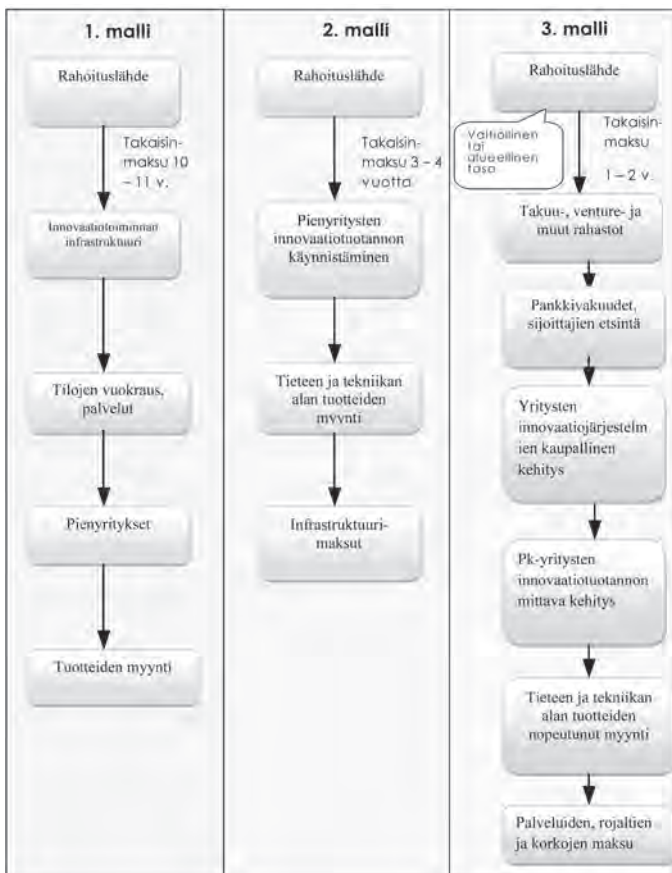 1. malli
Rahoituslähde
Takaisin-
maksu 10
– 11 v.
Innovaatiotoiminnan
infrastruktuuri
Tilojen vuokraus,
palvelut
Pienyritykset
Tuotteiden myynti
2. malli
Rahoituslähde
Takaisin-
maksu 3 – 4
vuotta
Pienyritysten
innovaatiotuotannon
käynnistäminen
Tieteen ja tekniikan
alan tuotteiden
myynti
Infrastruktuuri-
maksut
3. malli
Rahoituslähde
Valtiollinen
tai
alueellinen
taso
Takaisin-
maksu
1 – 2 v.
Takuu-, venture- ja
muut rahastot
Pankkivakuudet,
sijoittajien etsintä
Yritysten
innovaatiojärjestelm
ien kaupallinen
kehitys
Pk-yritysten
innovaatiotuotannon
mittava kehitys
Tieteen ja tekniikan
alan tuotteiden
nopeutunut myynti
Palveluiden, rojaltien
ja korkojen maksu